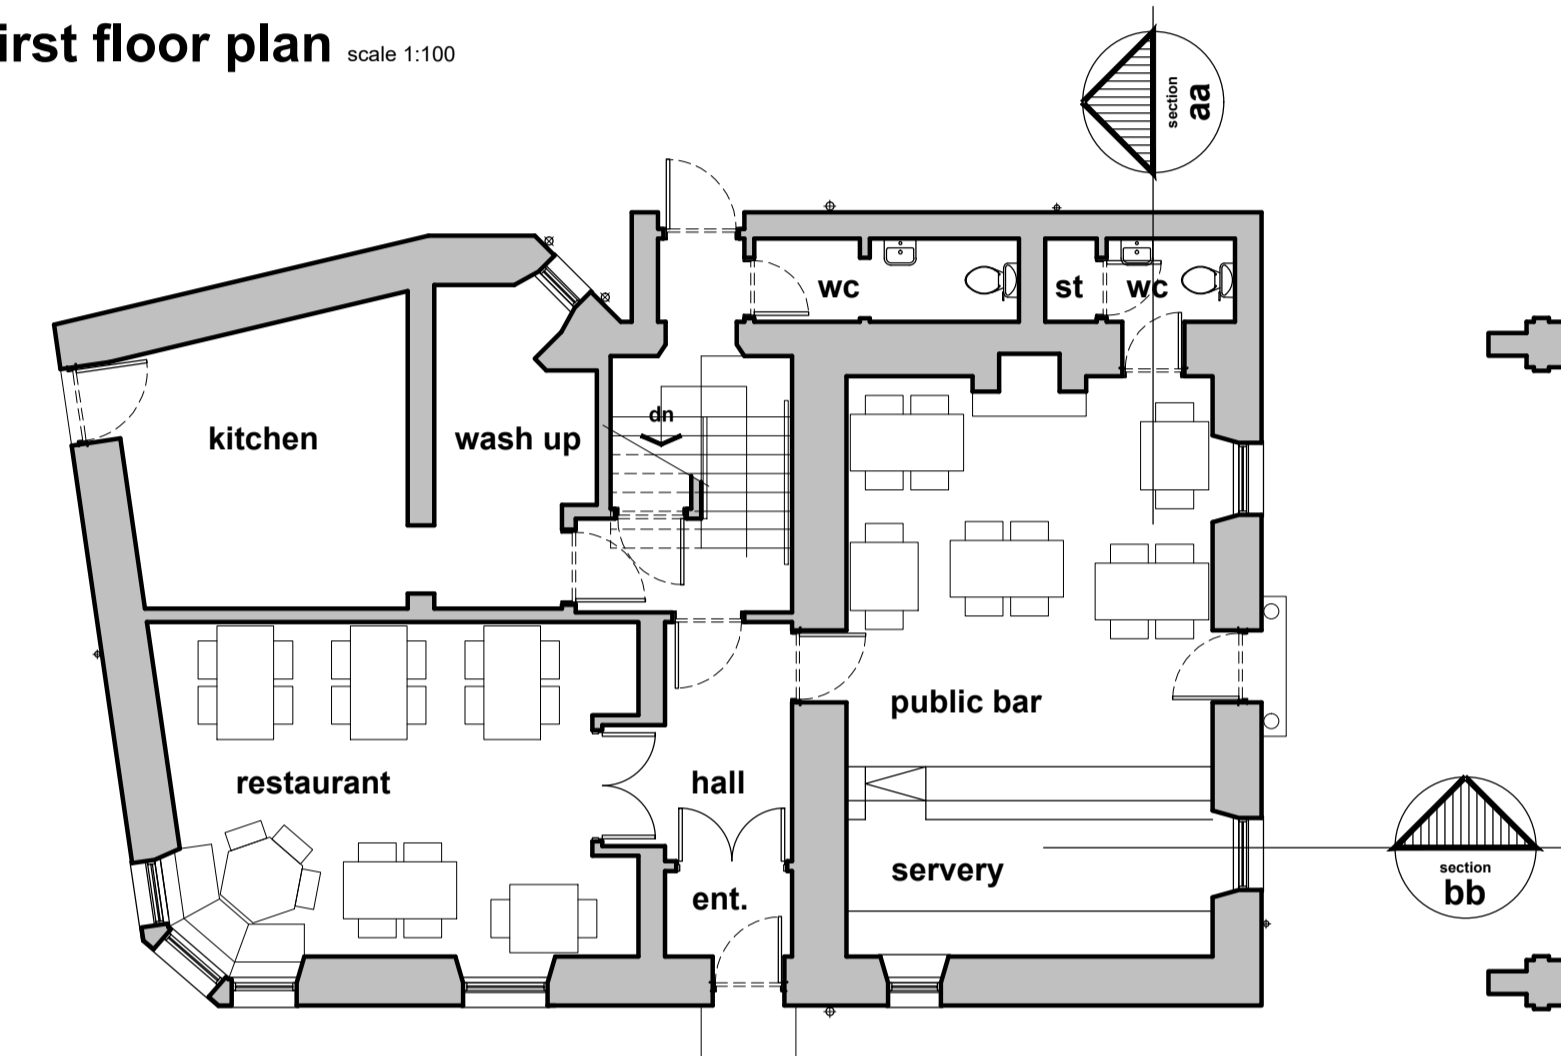 irst floor plan scale 1:100
section
aa
wc
st
wc
dn
kitchen
wash up
public bar
restaurant
hall
servery
ent.
section
bb